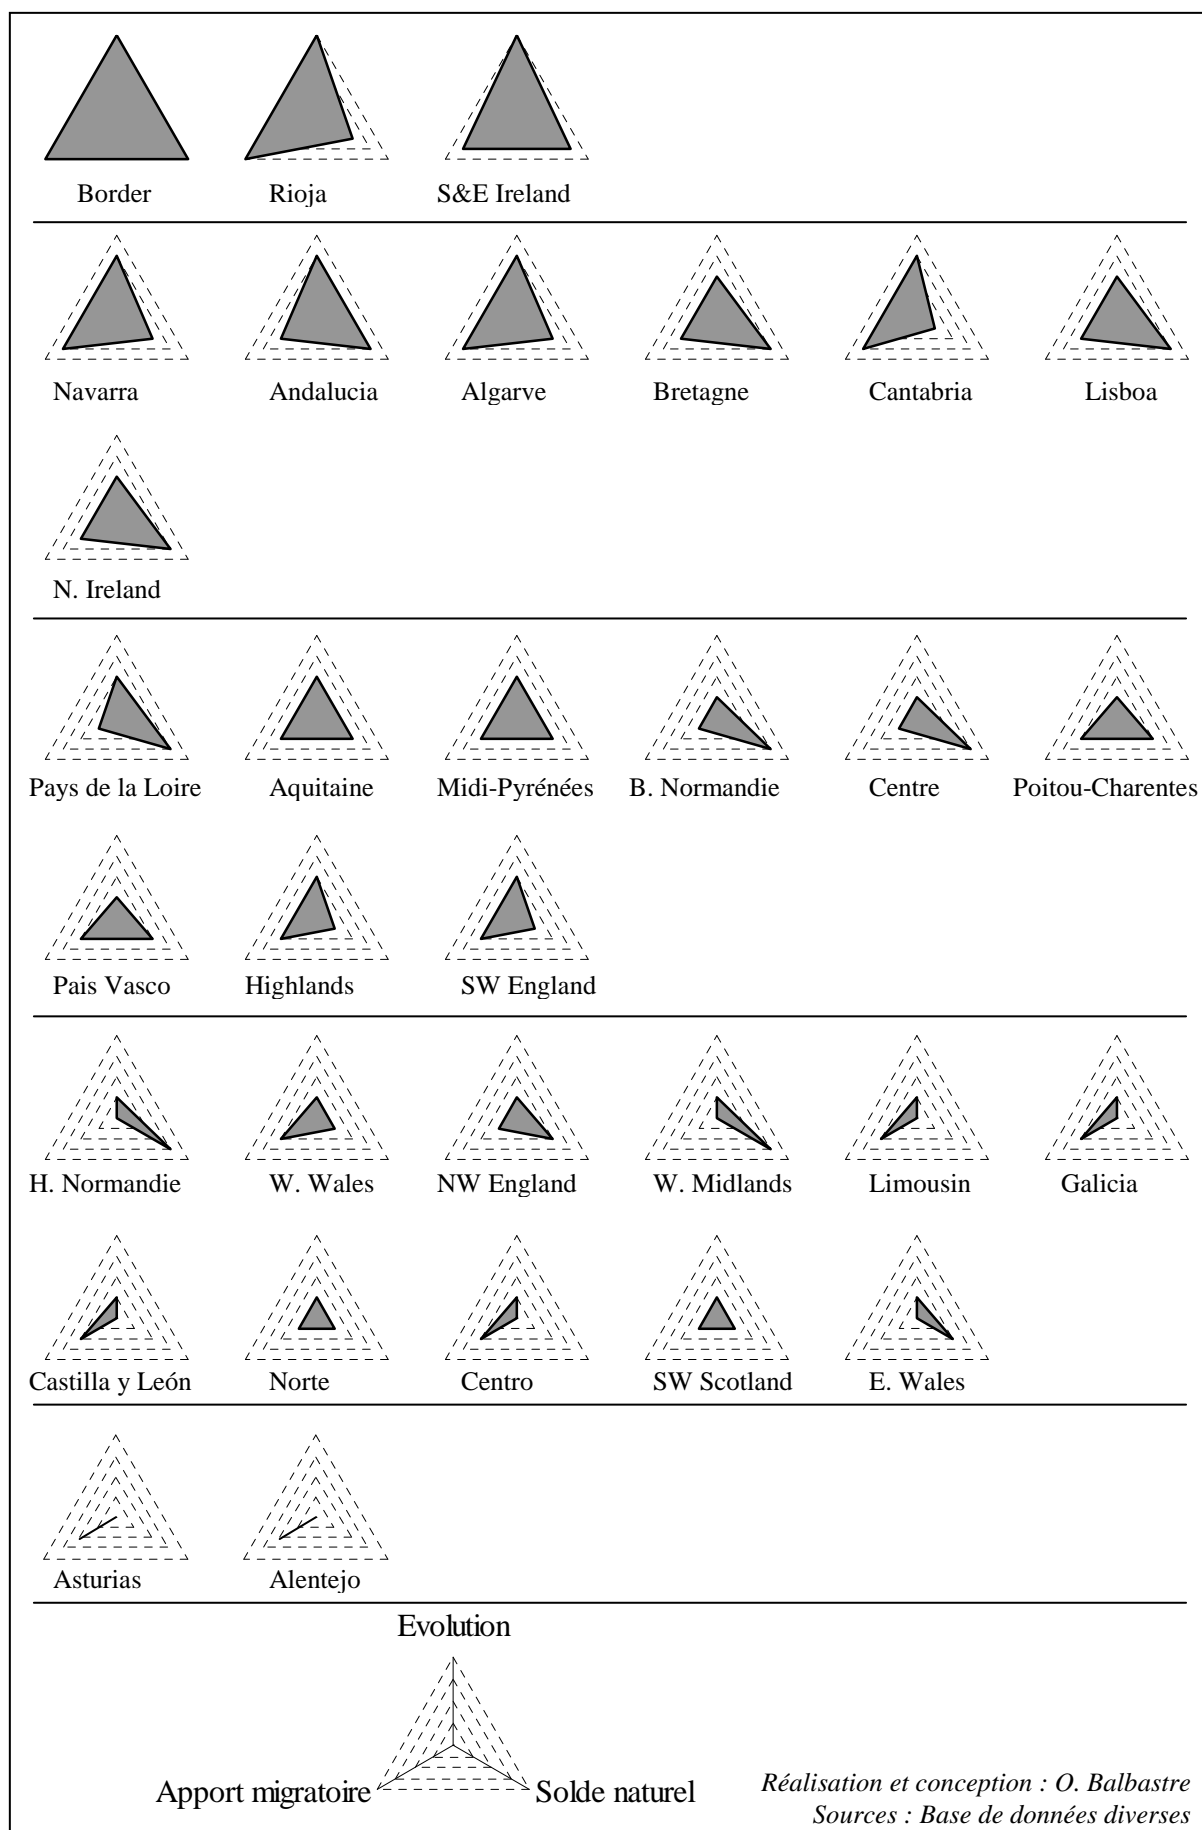 Border Rioja S&E Ireland
Navarra Andalucia Algarve Bretagne Cantabria Lisboa
N. Ireland
Pays de la Loire Aquitaine Midi-Pyrénées B. Normandie Centre Poitou-Charentes
Pais Vasco Highlands SW England
H. Normandie W. Wales NW England W. Midlands Limousin Galicia
Castilla y León Norte Centro SW Scotland E. Wales
Asturias Alentejo
Evolution
Apport migratoire Solde naturel
Réalisation et conception : O. Balbastre
Sources : Base de données diverses